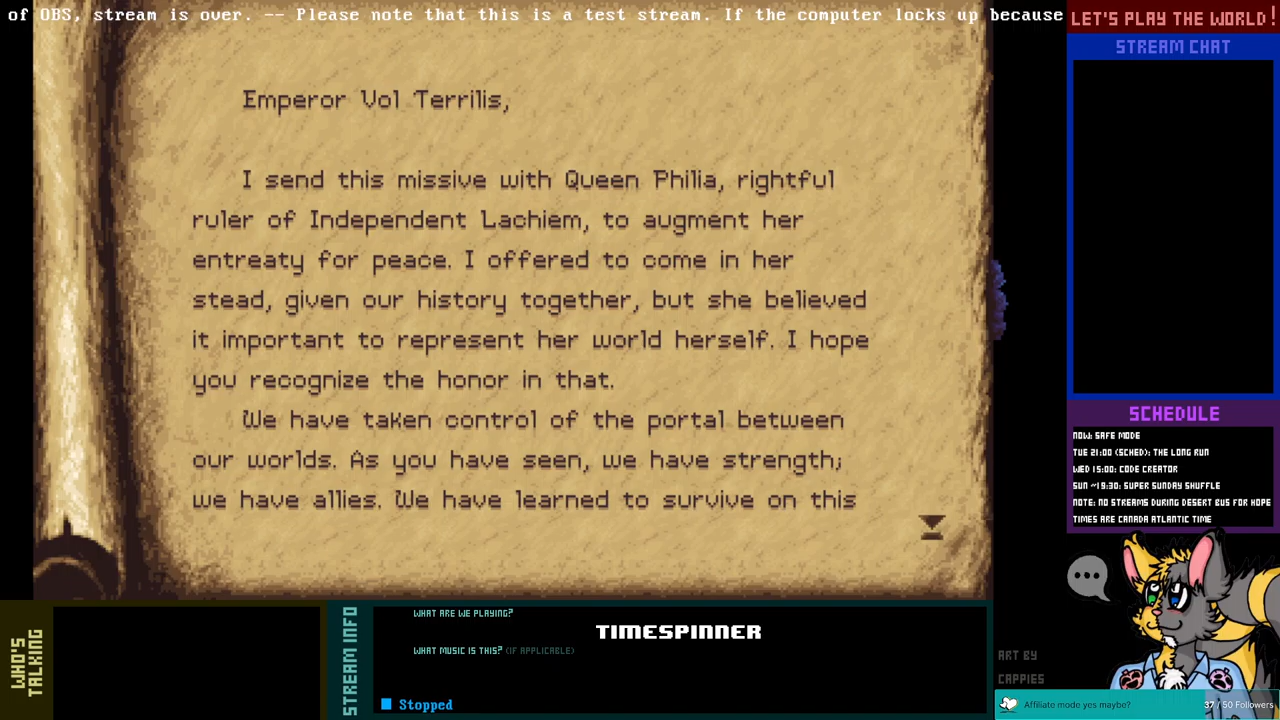 of OBS, stream is over. -- Please note that this is a test stream. If the computer locks up because
LET'S PLAY THE WORLD!
STREAM CHAT
Emperor Vol Terrilis,
I send this missive with Queen Philia, rightful
ruler of Independent Lachiem, to augment her
entreaty for peace. I offered to come in her
stead, given our history together, but she believed
it important to represent her world herself. I hope
you recognize the honor in that.
We have taken control of the portal between
our worlds. As you have seen, we have strength;
we have allies. We have learned to survive on this
SCHEDULE
NOW: SAFE MODE
TUE 21:00 (SCHED): THE LONG RUN
WED 15:00: CODE CREATOR
SUN ~19:30: SUPER SUNDAY SHUFFLE
NOTE: NO STREAMS DURING DESERT BUS FOR HOPE
TIMES ARE CANADA ATLANTIC TIME
WHO'S
TALKING
STREAM INFO
WHAT ARE WE PLAYING?
TIMESPINNER
WHAT MUSIC IS THIS? (IF APPLICABLE)
Stopped
ART BY
CAPPIES
Affiliate mode yes maybe?
37 / 50 Followers